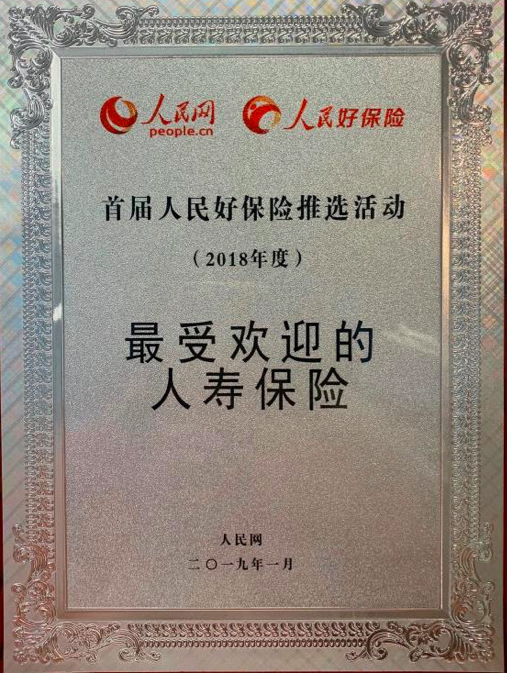 人民网 人民好保险
people.cn
首届人民好保险推选活动
（2018年度）
最受欢迎的
人寿保险
人民网
二〇一九年一月